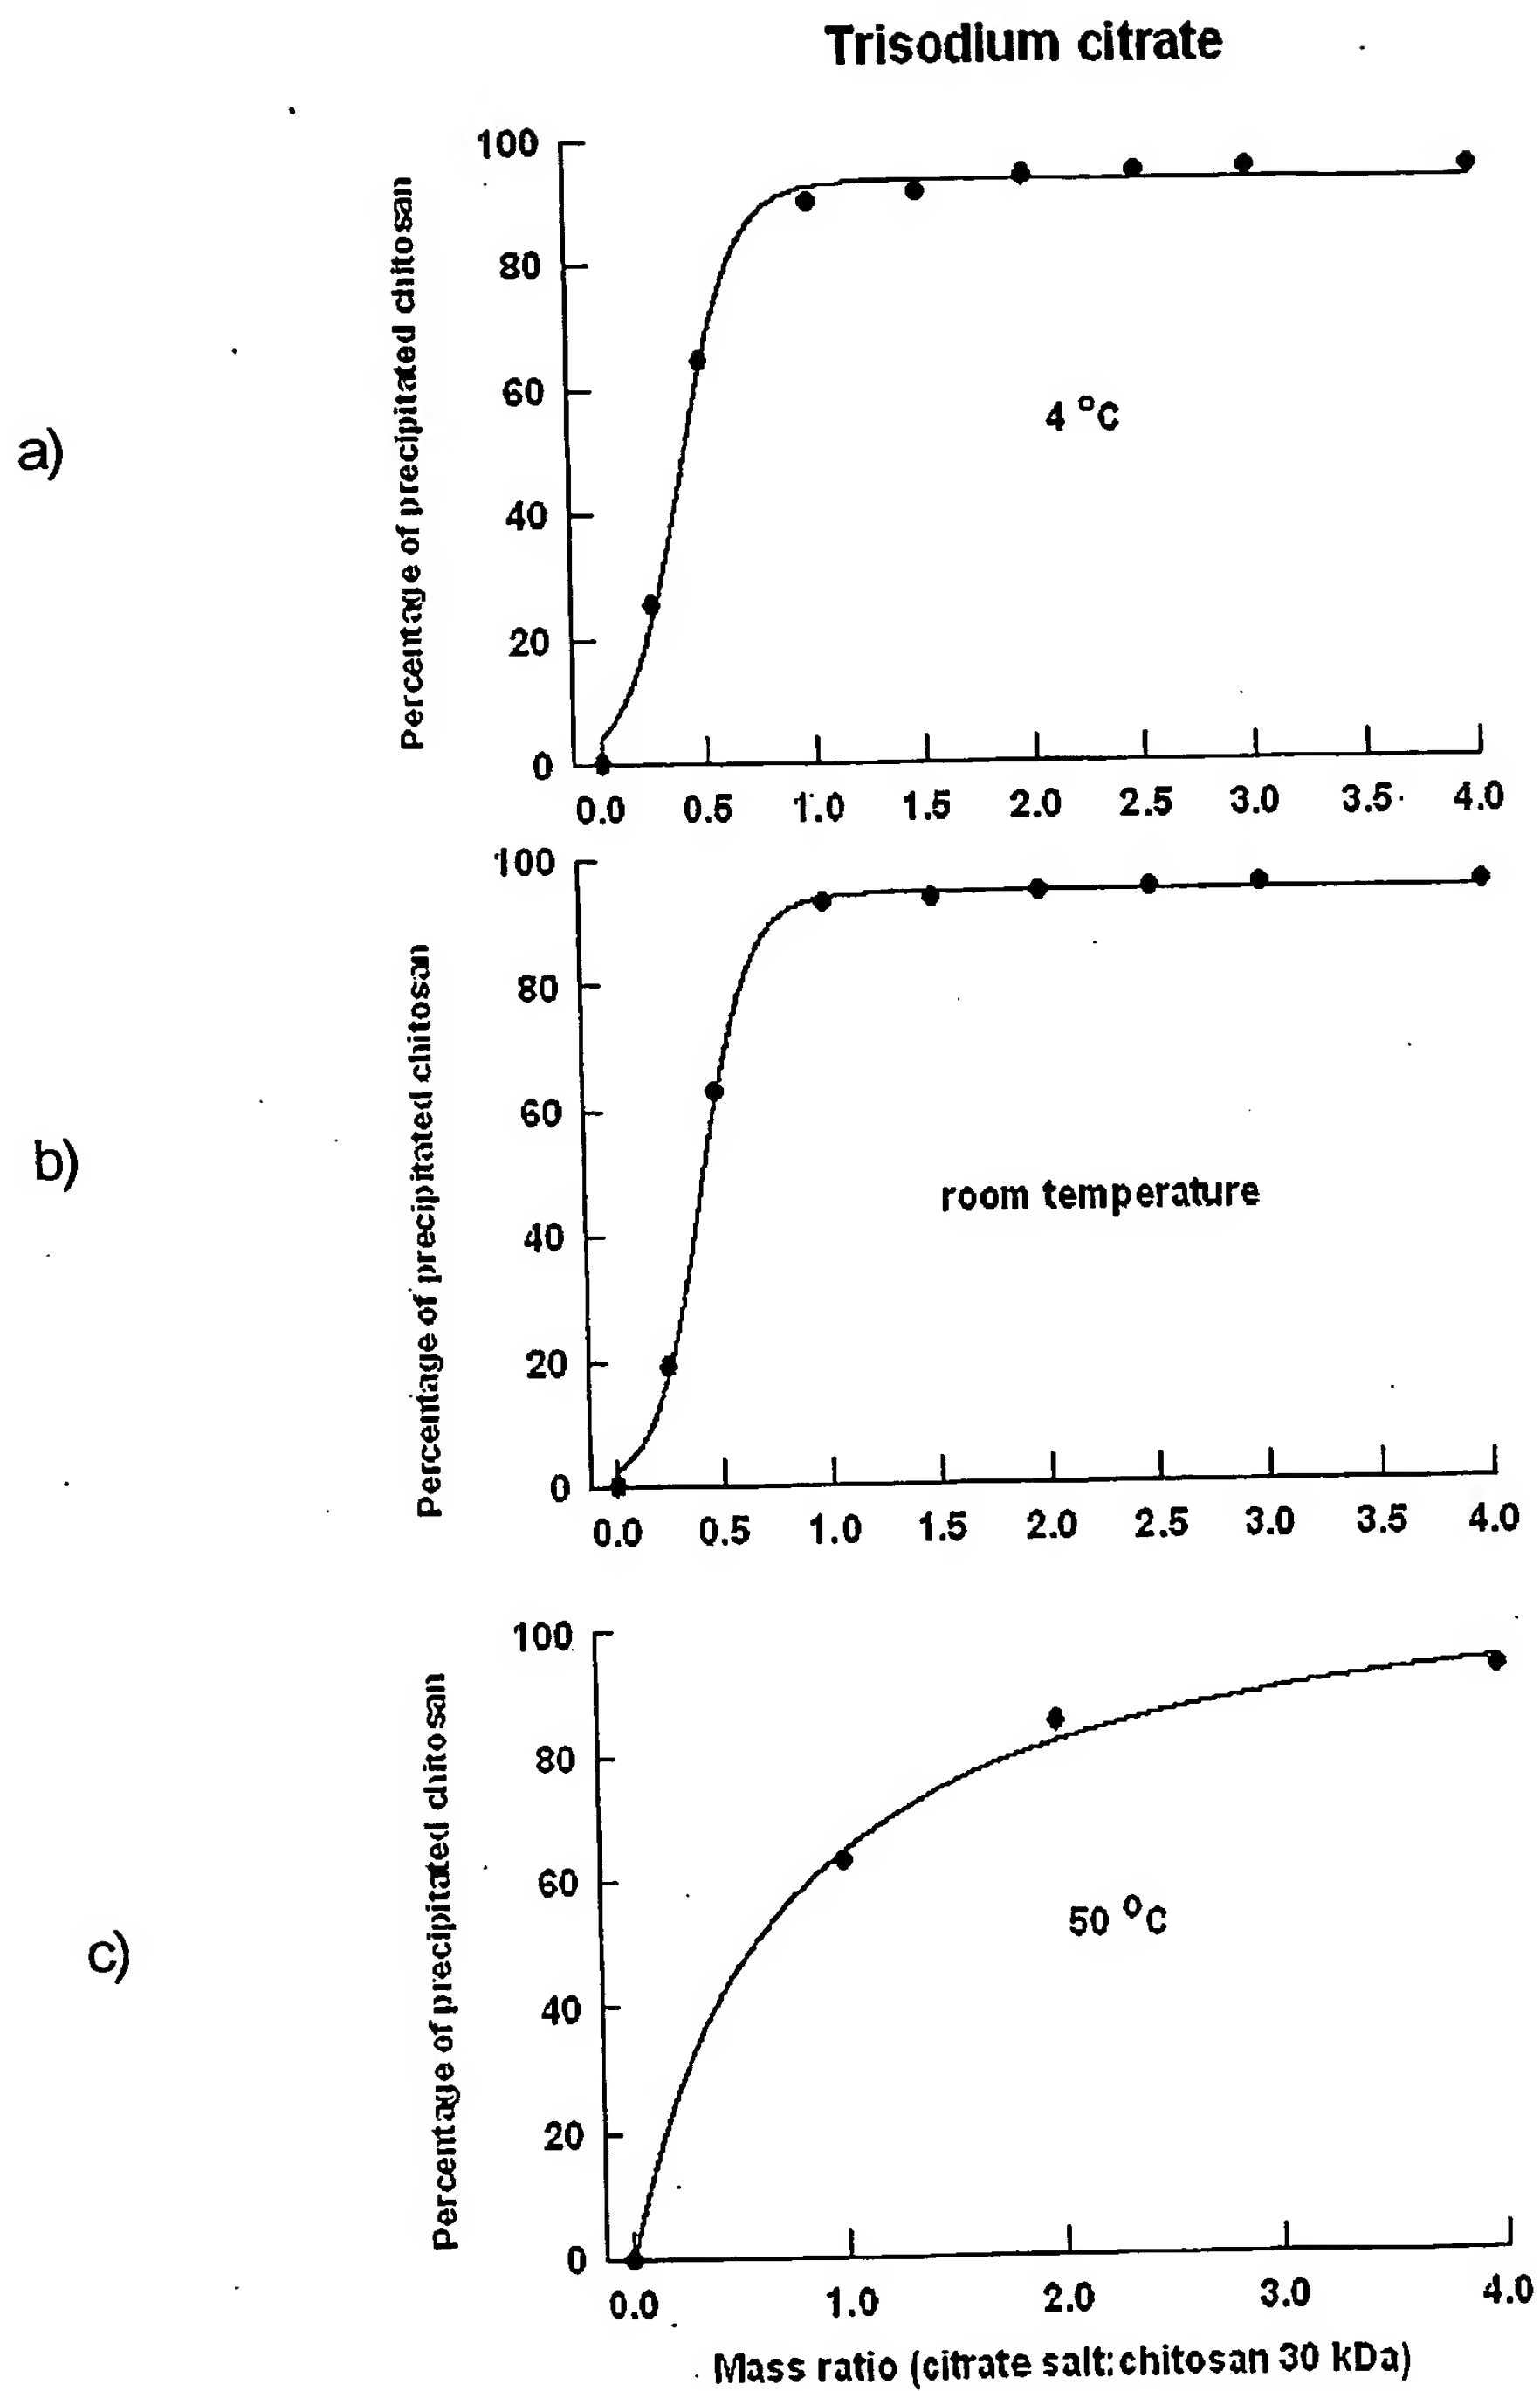 Trisodium citrate
a)
Percentage of precipitated chitosan
100
80
60
40
20
0
4 °C
0.0 0.5 1.0 1.5 2.0 2.5 3.0 3.5 4.0
b)
Percentage of precipitated chitosan
100
80
60
40
20
0
room temperature
0.0 0.5 1.0 1.5 2.0 2.5 3.0 3.5 4.0
c)
Percentage of precipitated chitosan
100
80
60
40
20
0
50 °C
0.0 1.0 2.0 3.0 4.0
Mass ratio (citrate salt:chitosan 30 kDa)